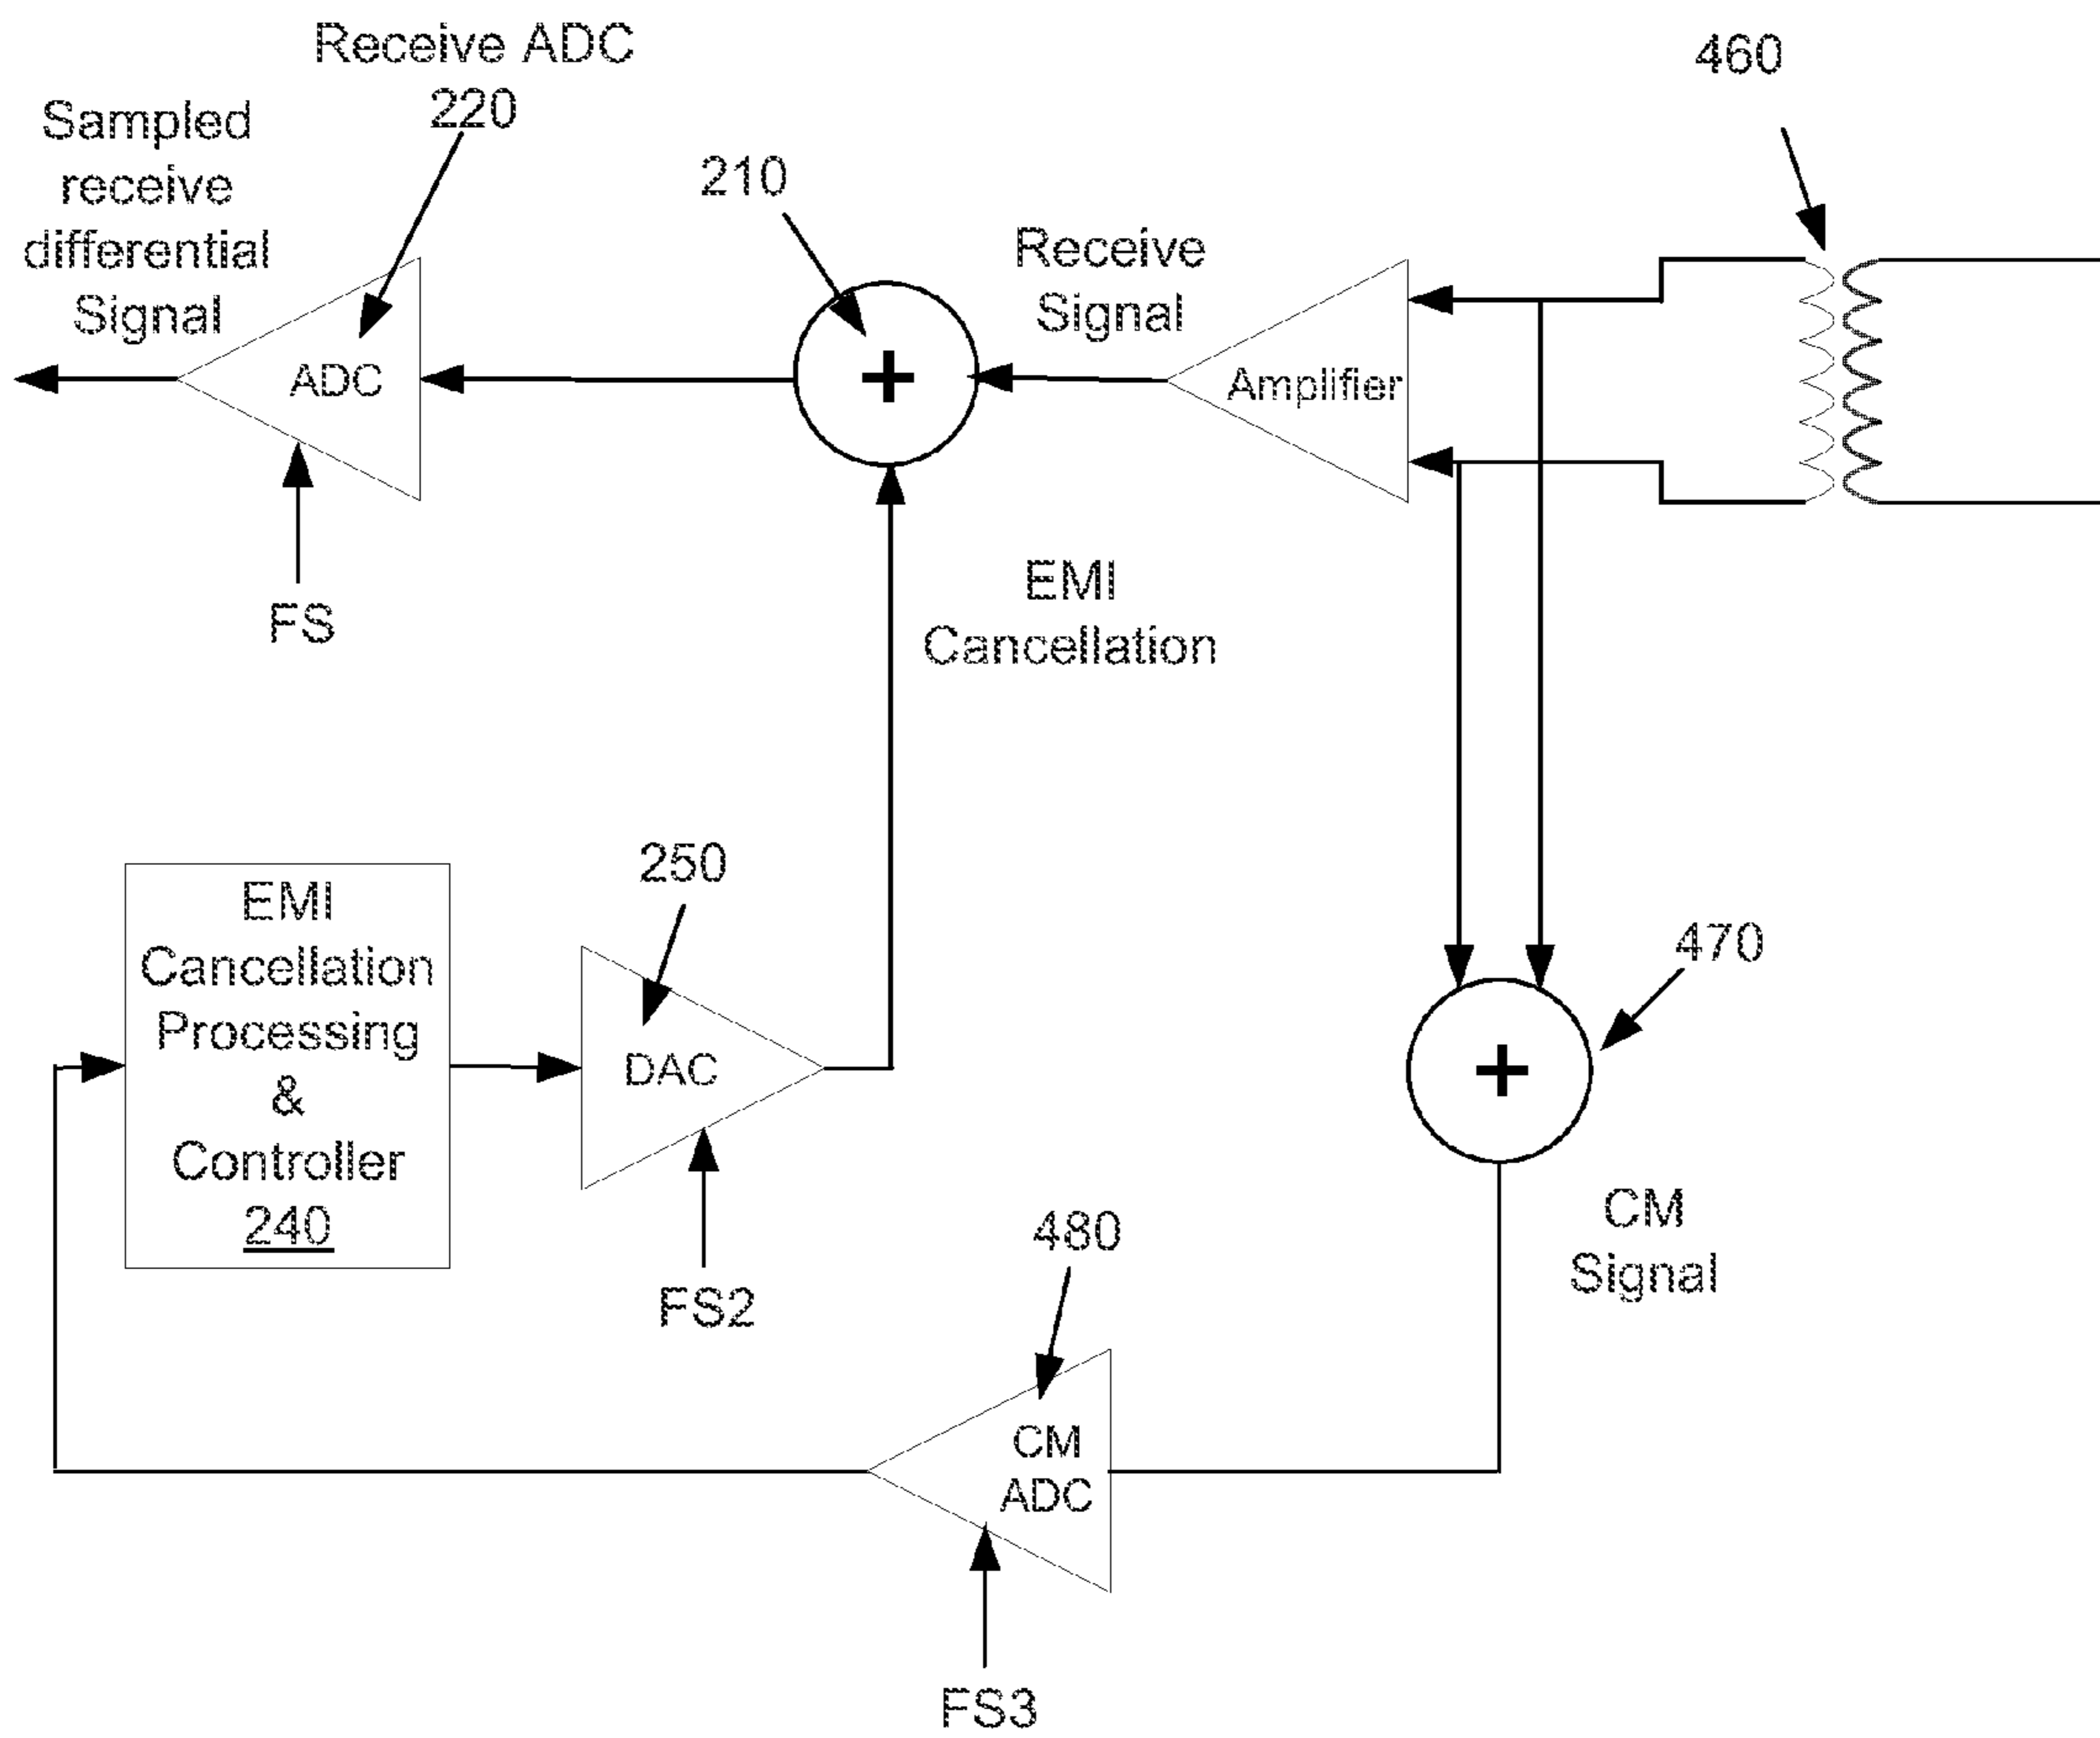 Receive ADC
220
460
Sampled
receive
differential
Signal
210
Receive
Signal
ADC
+
Amplifier
FS
EMI
Cancellation
250
EMI
Cancellation
Processing
&
Controller
240
DAC
470
+
FS2
480
CM
Signal
CM
ADC
FS3